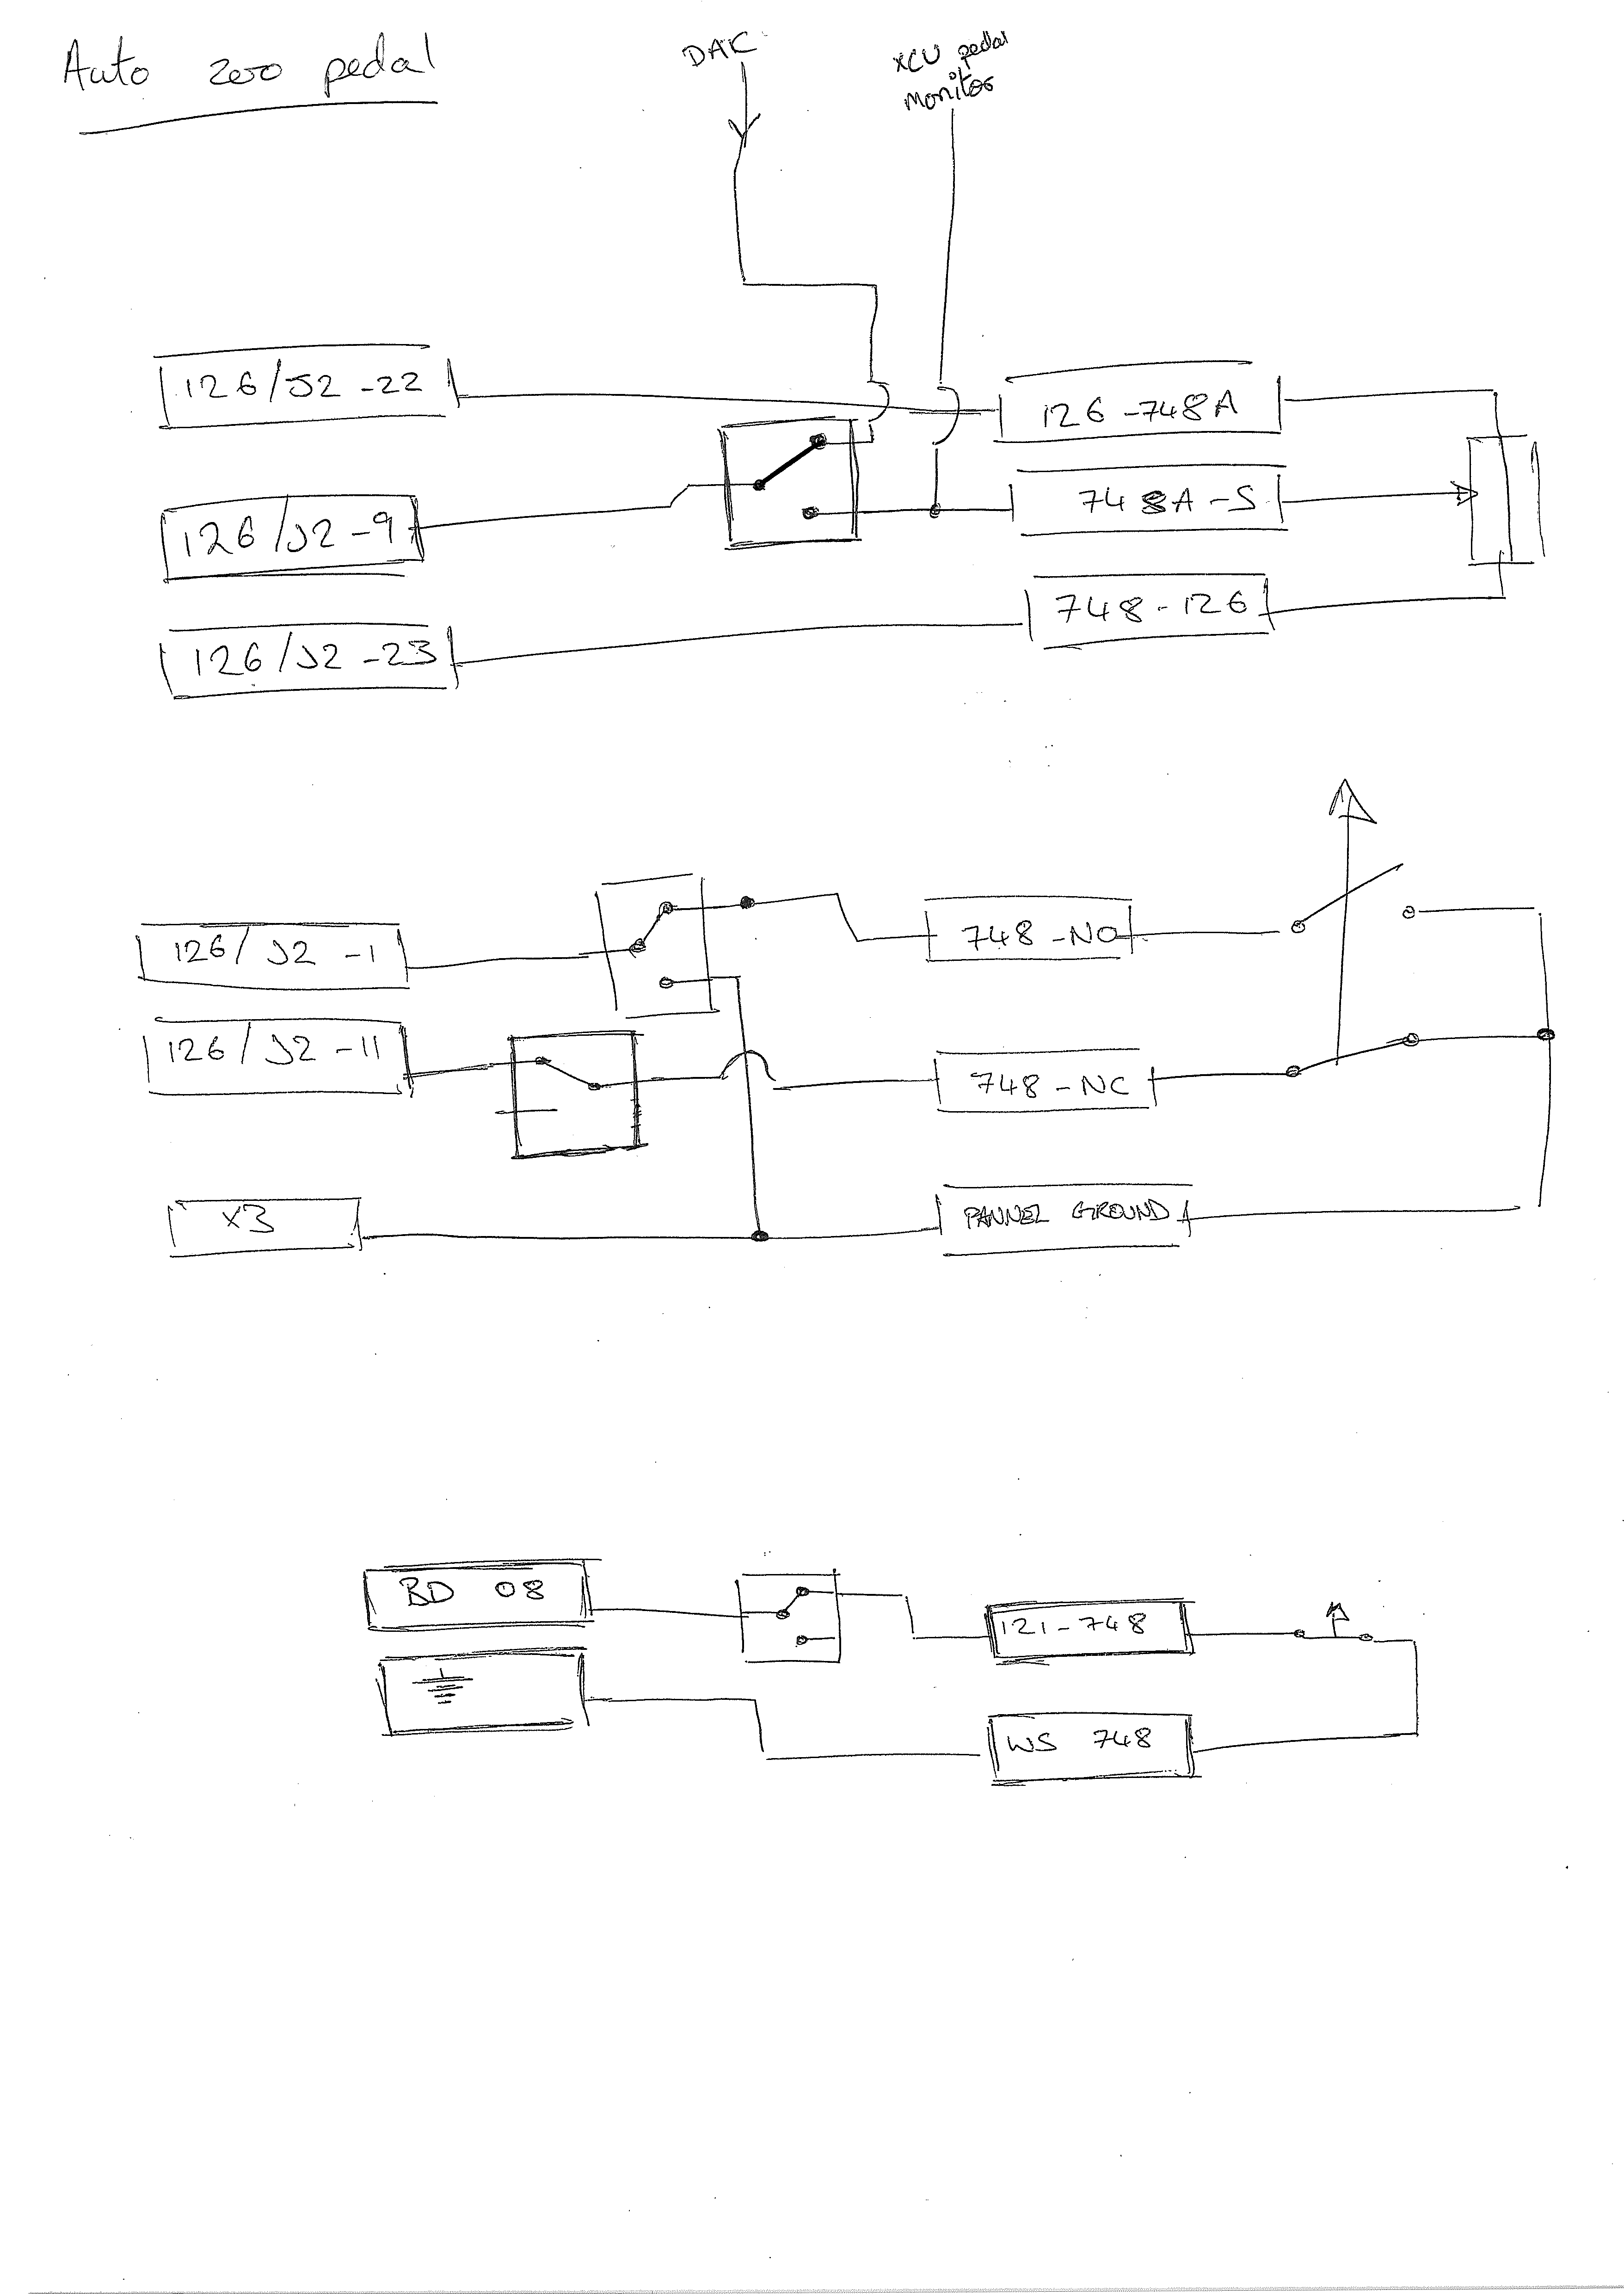 Auto zero pedal
DAC
XCU pedal
monitor
126/J2-22
126-748A
126/J2-9
748A-S
126/J2-23
748-126
126/J2-1
748-NO
126/J2-11
748-NC
X3
PANNEL GROUND
BD 08
121-748
WS 748